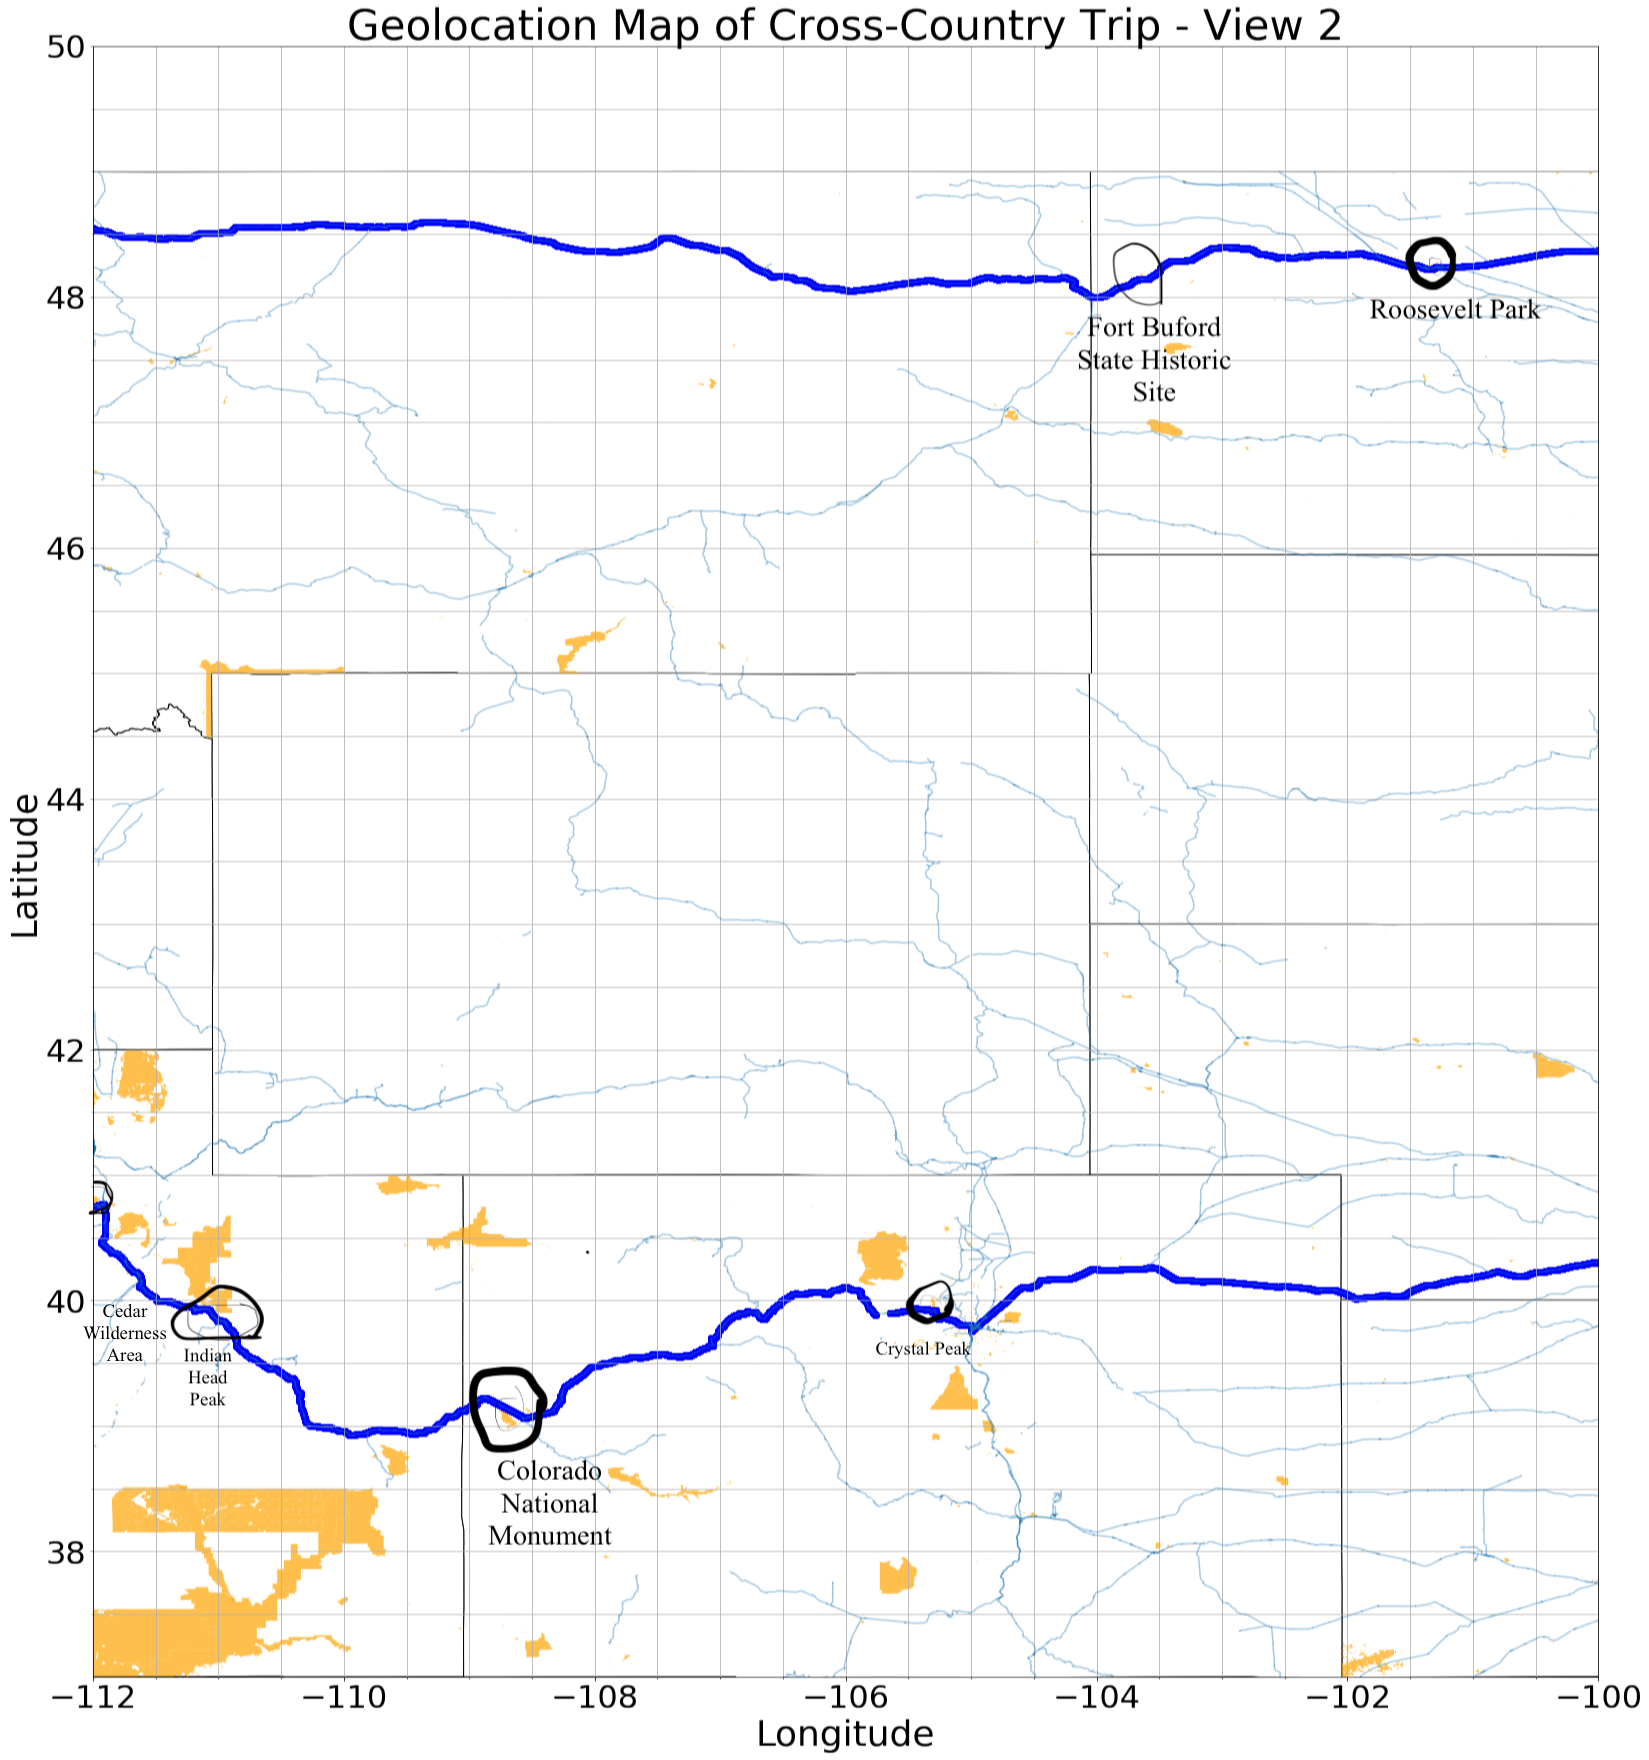 Geolocation Map of Cross-Country Trip - View 2
50
48
46
44
42
40
38
Latitude
Roosevelt Park
Fort Buford
State Historic
Site
Cedar
Wilderness
Area
Indian
Head
Peak
Crystal Peak
Colorado
National
Monument
−112
−110
−108
−106
−104
−102
−100
Longitude